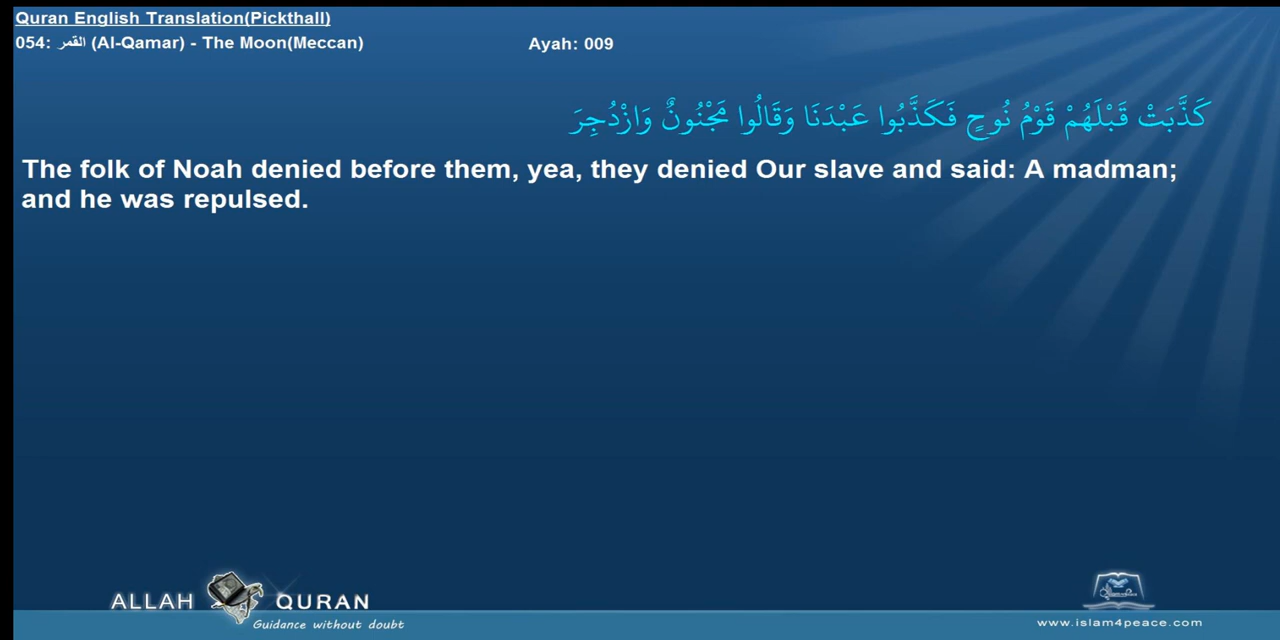 Quran English Translation(Pickthall)
054: القمر (Al-Qamar) - The Moon(Meccan) Ayah: 009
كَذَّبَتْ قَبْلَهُمْ قَوْمُ نُوحٍ فَكَذَّبُوا عَبْدَنَا وَقَالُوا مَجْنُونٌ وَازْدُجِرَ
The folk of Noah denied before them, yea, they denied Our slave and said: A madman;
and he was repulsed.
ALLAH QURAN
Guidance without doubt
www.islam4peace.com